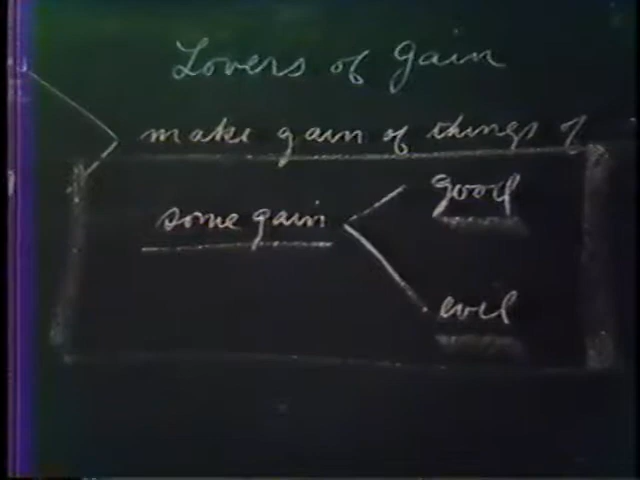 Lovers of Gain
make gain of things of
some gain
good
evil